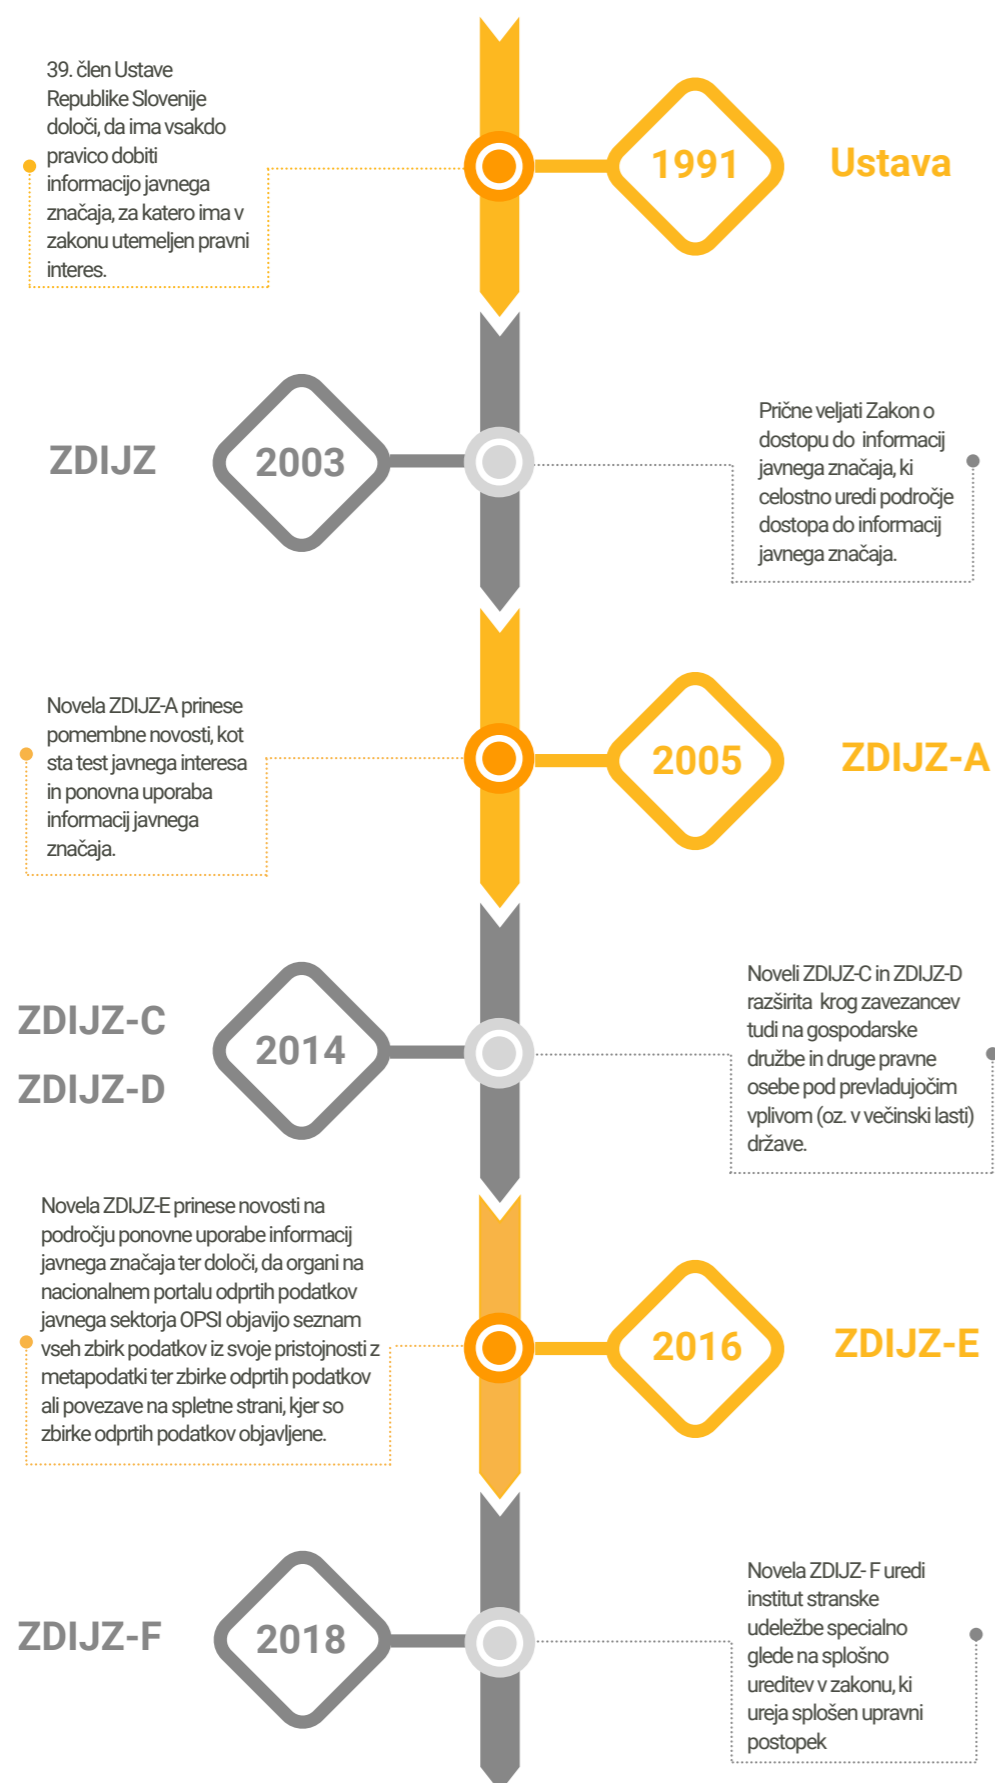 39. člen Ustave
Republike Slovenije
določi, da ima vsakdo
pravico dobiti
informacijo javnega
značaja, za katero ima v
zakonu utemeljen pravni
interes.
1991
Ustava
ZDIJZ
2003
Prične veljati Zakon o
dostopu do informacij
javnega značaja, ki
celostno uredi področje
dostopa do informacij
javnega značaja.
Novela ZDIJZ-A prinese
pomembne novosti, kot
sta test javnega interesa
in ponovna uporaba
informacij javnega
značaja.
2005
ZDIJZ-A
ZDIJZ-C
ZDIJZ-D
2014
Noveli ZDIJZ-C in ZDIJZ-D
razširita krog zavezancev
tudi na gospodarske
družbe in druge pravne
osebe pod prevladujočim
vplivom (oz. v večinski lasti)
države.
Novela ZDIJZ-E prinese novosti na
področju ponovne uporabe informacij
javnega značaja ter določi, da organi na
nacionalnem portalu odprtih podatkov
javnega sektorja OPSI objavijo seznam
vseh zbirk podatkov iz svoje pristojnosti z
metapodatki ter zbirke odprtih podatkov
ali povezave na spletne strani, kjer so
zbirke odprtih podatkov objavljene.
2016
ZDIJZ-E
ZDIJZ-F
2018
Novela ZDIJZ- F uredi
institut stranske
udeležbe specialno
glede na splošno
ureditev v zakonu, ki
ureja splošen upravni
postopek